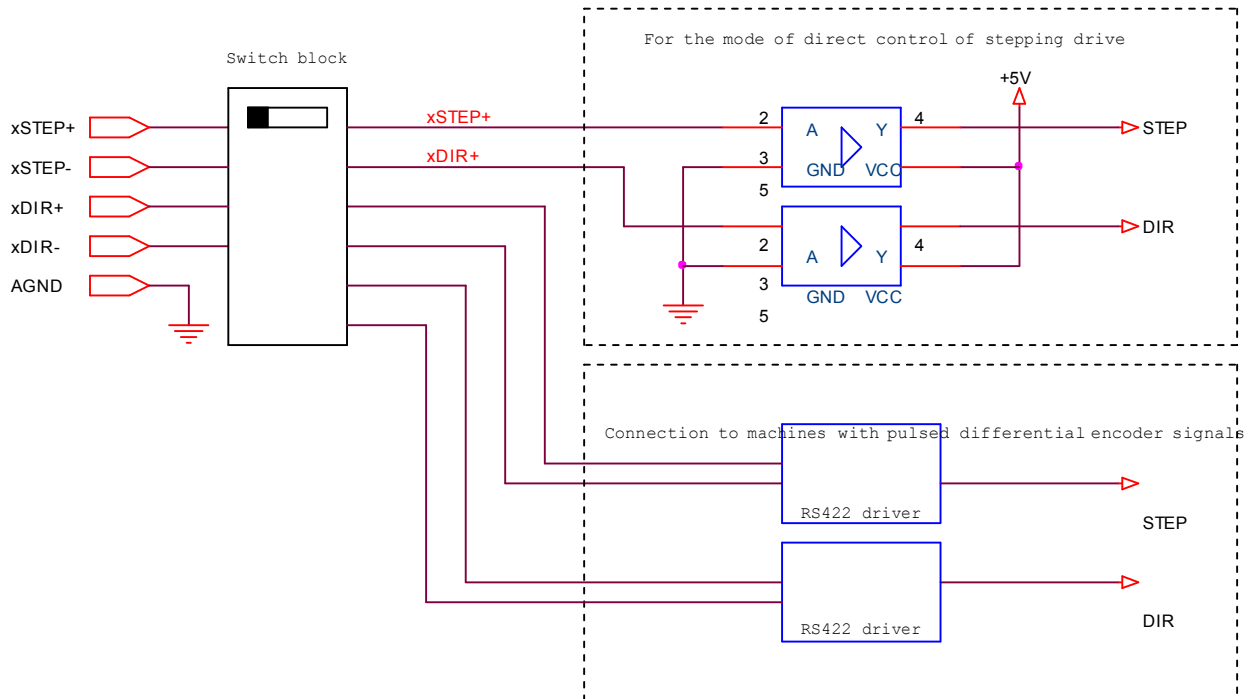 For the mode of direct control of stepping drive
Switch block
+5V
xSTEP+
xSTEP-
xDIR+
xDIR-
AGND
xSTEP+
xDIR+
2
3
5
A
Y
GND
VCC
4
STEP
2
3
5
A
Y
GND
VCC
4
DIR
Connection to machines with pulsed differential encoder signals
RS422 driver
STEP
RS422 driver
DIR